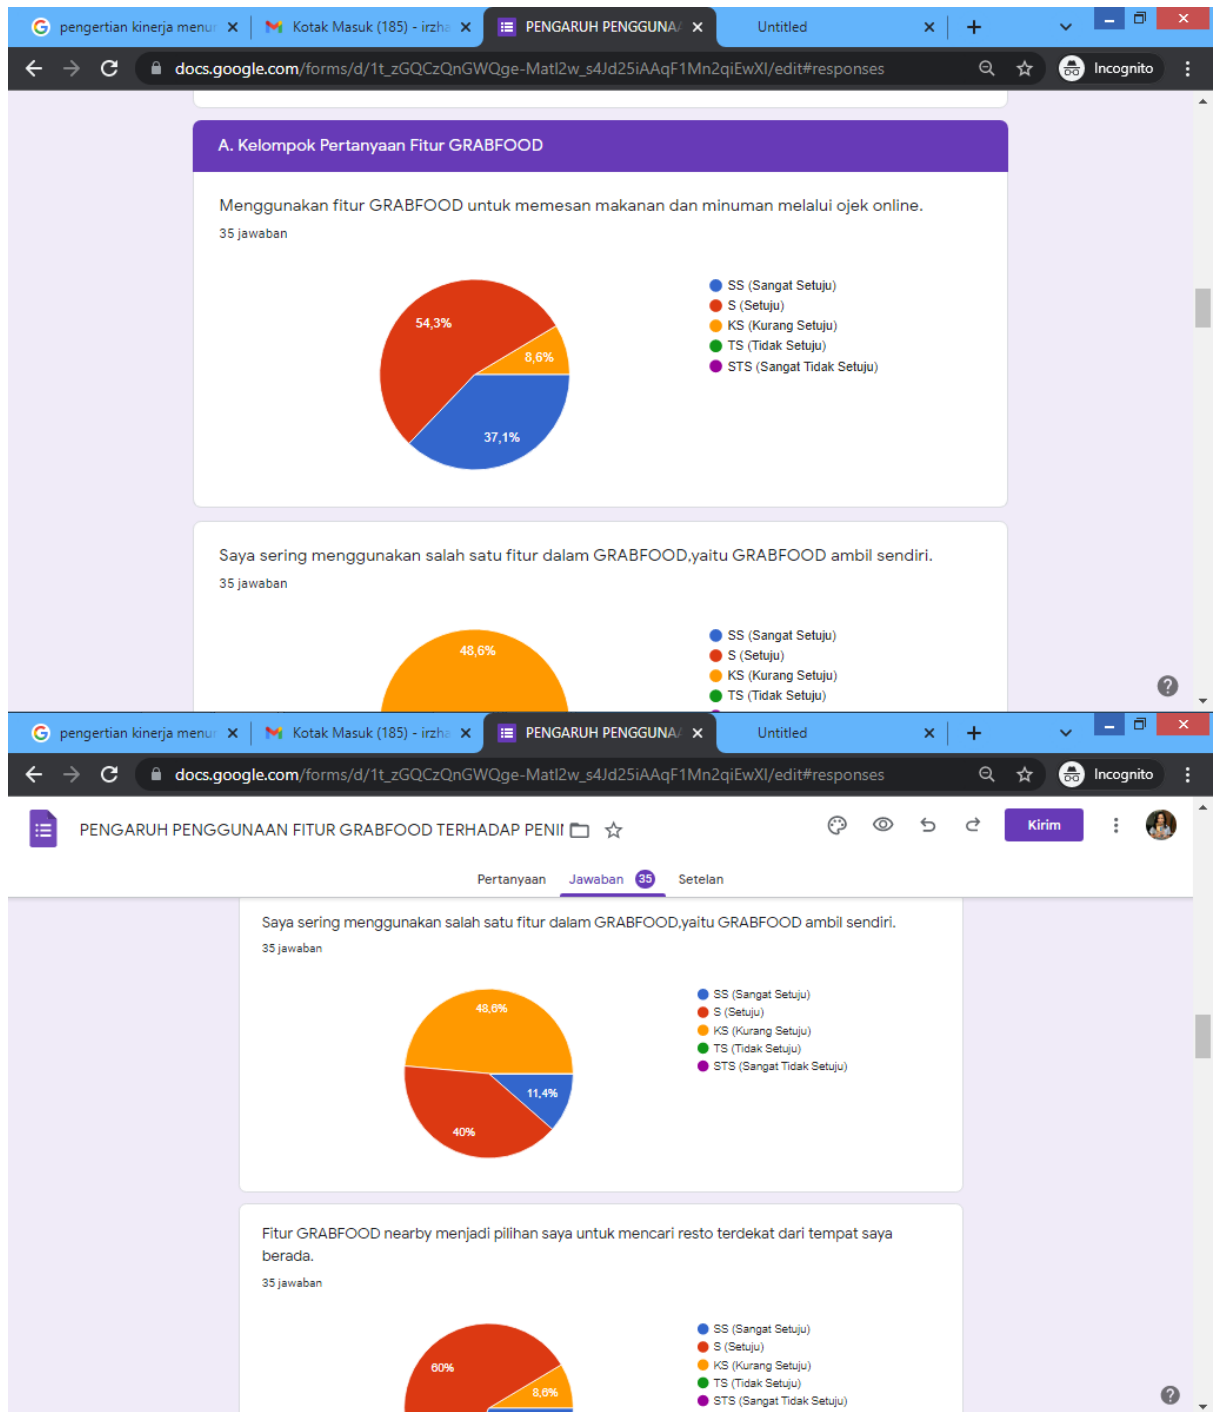 pengertian kinerja menur
Kotak Masuk (185) - irzha
PENGARUH PENGGUNA
Untitled
docs.google.com/forms/d/1t_zGQCzQnGWQge-MatI2w_s4Jd25iAAqF1Mn2qiEwXI/edit#responses
Incognito
A. Kelompok Pertanyaan Fitur GRABFOOD
Menggunakan fitur GRABFOOD untuk memesan makanan dan minuman melalui ojek online.
35 jawaban
SS (Sangat Setuju)
S (Setuju)
KS (Kurang Setuju)
TS (Tidak Setuju)
STS (Sangat Tidak Setuju)
54,3%
8,6%
37,1%
Saya sering menggunakan salah satu fitur dalam GRABFOOD,yaitu GRABFOOD ambil sendiri.
35 jawaban
48,6%
SS (Sangat Setuju)
S (Setuju)
KS (Kurang Setuju)
TS (Tidak Setuju)
pengertian kinerja menur
Kotak Masuk (185) - irzha
PENGARUH PENGGUNA
Untitled
docs.google.com/forms/d/1t_zGQCzQnGWQge-MatI2w_s4Jd25iAAqF1Mn2qiEwXI/edit#responses
Incognito
PENGARUH PENGGUNAAN FITUR GRABFOOD TERHADAP PENI
Kirim
Pertanyaan
Jawaban 35
Setelan
Saya sering menggunakan salah satu fitur dalam GRABFOOD,yaitu GRABFOOD ambil sendiri.
35 jawaban
48,6%
11,4%
40%
SS (Sangat Setuju)
S (Setuju)
KS (Kurang Setuju)
TS (Tidak Setuju)
STS (Sangat Tidak Setuju)
Fitur GRABFOOD nearby menjadi pilihan saya untuk mencari resto terdekat dari tempat saya
berada.
35 jawaban
60%
8,6%
SS (Sangat Setuju)
S (Setuju)
KS (Kurang Setuju)
TS (Tidak Setuju)
STS (Sangat Tidak Setuju)